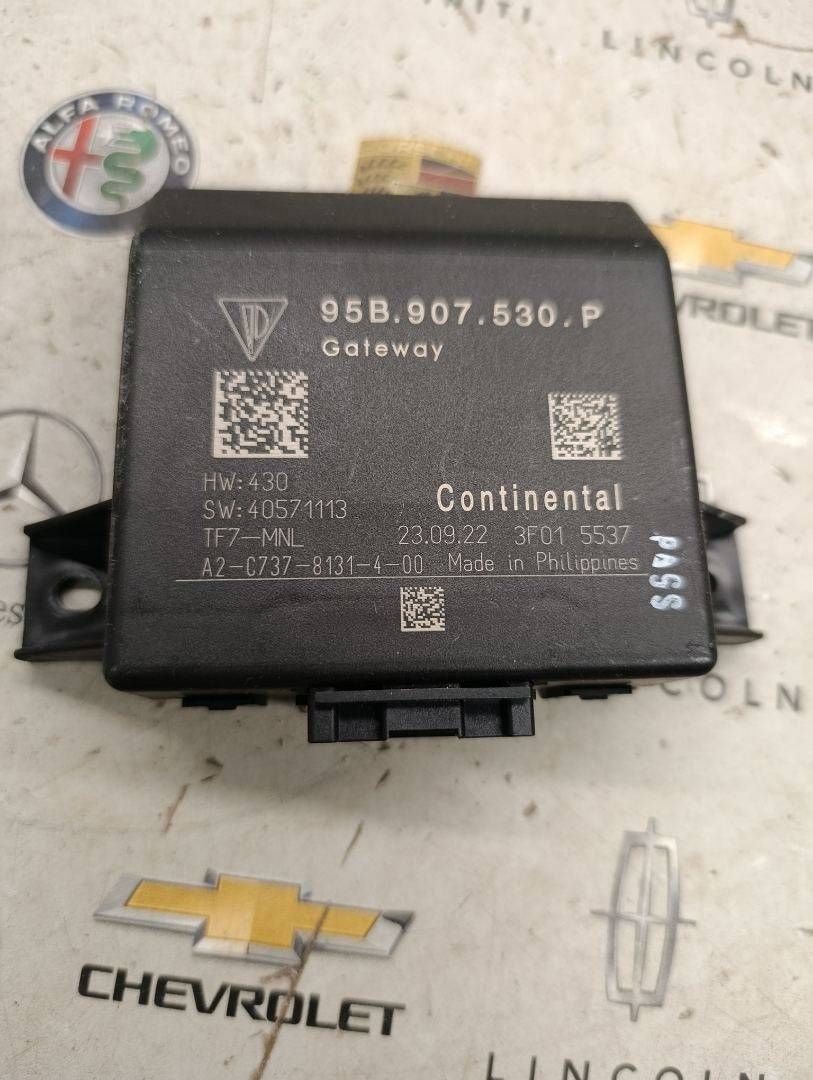 INITI
LINCOLN
ALFA ROMEO
95B.907.530.P
Gateway
HW:430
SW:40571113
Continental
TF7-MNL 23.09.22 3F01 5537
A2-C737-8131-4-00 Made in Philippines
PASS
COLN
CHEVROLET
LINCOLN